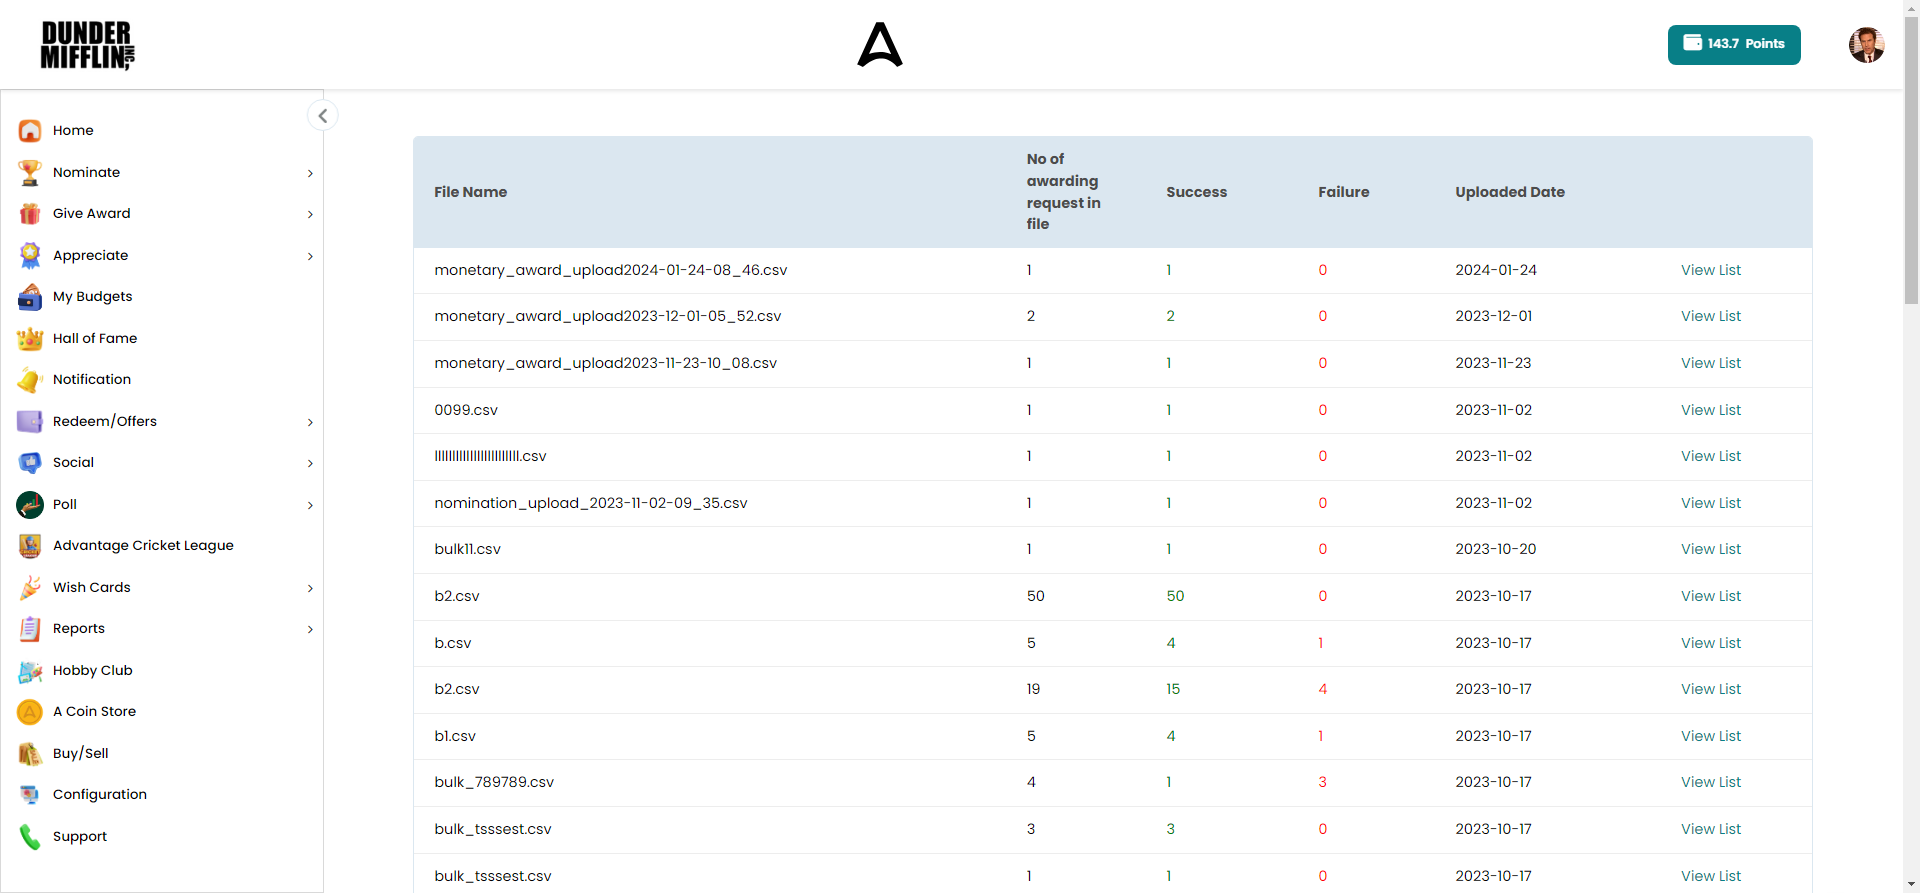 DUNDER
MIFFLIN, INC
143.7 Points
Home
Nominate
Give Award
Appreciate
My Budgets
Hall of Fame
Notification
Redeem/Offers
Social
Poll
Advantage Cricket League
Wish Cards
Reports
Hobby Club
A Coin Store
Buy/Sell
Configuration
Support
File Name
No of
awarding
request in
file
Success
Failure
Uploaded Date
monetary_award_upload2024-01-24-08_46.csv 1 1 0 2024-01-24 View List
monetary_award_upload2023-12-01-05_52.csv 2 2 0 2023-12-01 View List
monetary_award_upload2023-11-23-10_08.csv 1 1 0 2023-11-23 View List
0099.csv 1 1 0 2023-11-02 View List
.csv 1 1 0 2023-11-02 View List
nomination_upload_2023-11-02-09_35.csv 1 1 0 2023-11-02 View List
bulk11.csv 1 1 0 2023-10-20 View List
b2.csv 50 50 0 2023-10-17 View List
b.csv 5 4 1 2023-10-17 View List
b2.csv 19 15 4 2023-10-17 View List
b1.csv 5 4 1 2023-10-17 View List
bulk_789789.csv 4 1 3 2023-10-17 View List
bulk_tsssest.csv 3 3 0 2023-10-17 View List
bulk_tsssest.csv 1 1 0 2023-10-17 View List